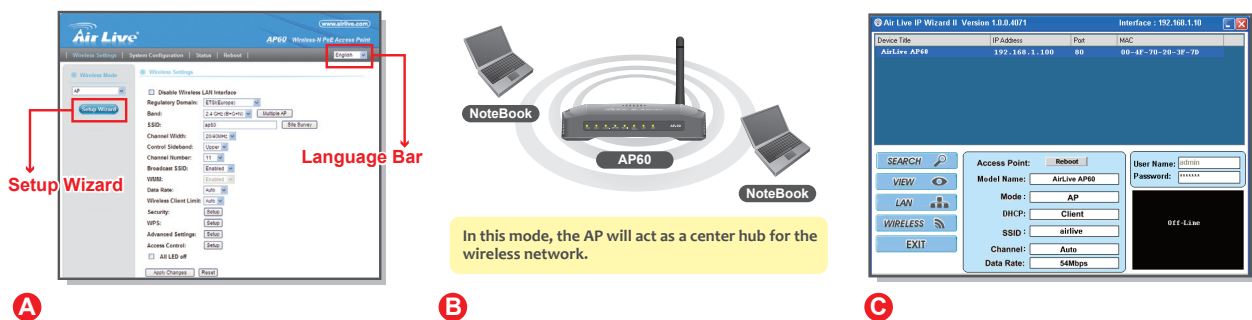 www.airlive.com
Air Live
AP60 Wireless-N PoE Access Point
Wireless Settings | System Configuration | Status | Reboot |
English
Wireless Mode
AP
Setup Wizard
Wireless Settings
Disable Wireless LAN Interface
Regulatory Domain: ETSI(Europe)
Band: 2.4 GHz (B+G+N) Multiple AP
SSID: ap60 Site Survey
Channel Width: 20/40MHz
Control Sideband: Upper
Channel Number: 11
Broadcast SSID: Enabled
WMM: Enabled
Data Rate: Auto
Wireless Client Limit: Auto
Security: Setup
WPS: Setup
Advanced Settings: Setup
Access Control: Setup
All LED off
Apply Changes Reset
Language Bar
Setup Wizard
A
NoteBook
AP60
AP60
NoteBook
In this mode, the AP will act as a center hub for the
wireless network.
B
Air Live IP Wizard II Version 1.0.0.4071 Interface : 192.168.1.10
Device Title IP Address Port MAC
AirLive AP60 192.168.1.100 80 00-4F-70-20-3F-7D
SEARCH
VIEW
LAN
WIRELESS
EXIT
Access Point: Reboot
Model Name: AirLive AP60
Mode : AP
DHCP: Client
SSID : airlive
Channel: Auto
Data Rate: 54Mbps
User Name: admin
Password: ******
Off-Line
C